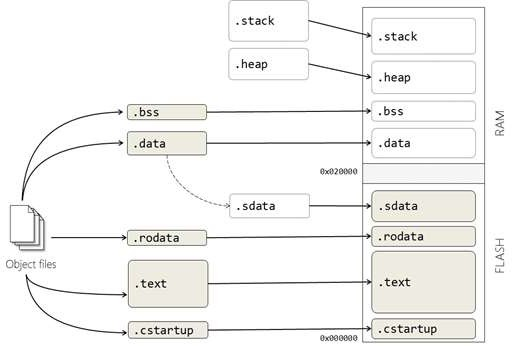 .stack
.stack
.heap
.heap
.bss
.bss
.data
.data
RAM
0x020000
.sdata
.sdata
.rodata
.rodata
Object files
.text
.text
FLASH
.cstartup
.cstartup
0x000000